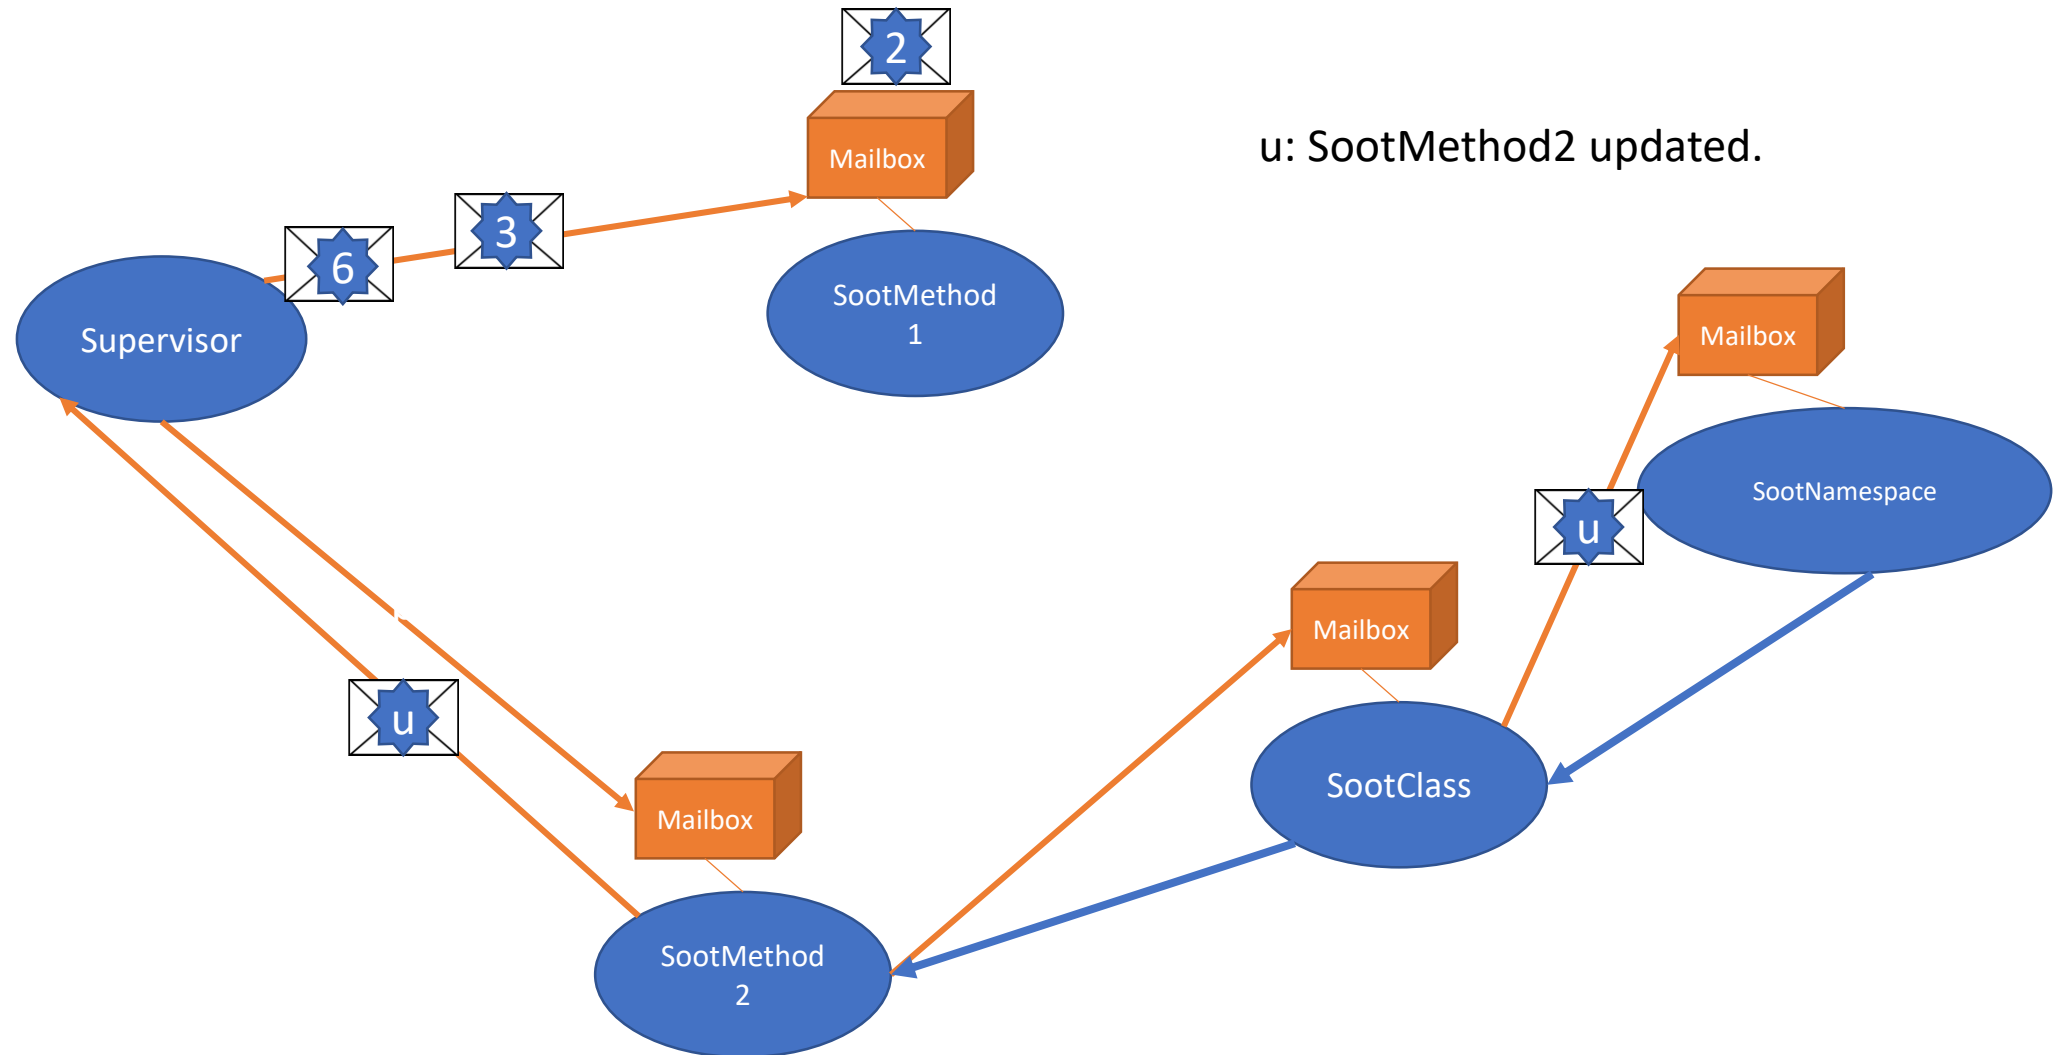 2
Mailbox
u: SootMethod2 updated.
3
6
SootMethod
1
Supervisor
Mailbox
SootNamespace
u
Mailbox
u
SootClass
Mailbox
SootMethod
2